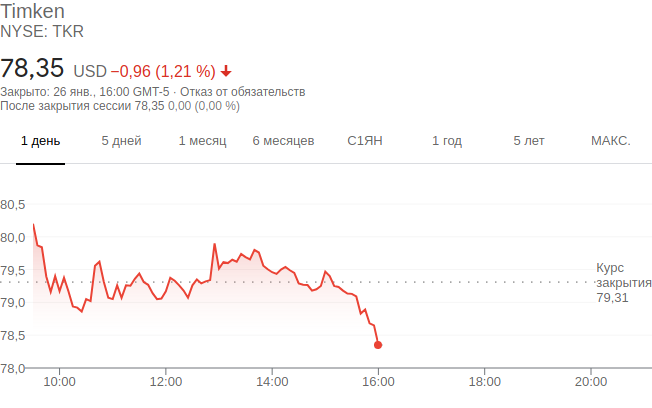 Timken
NYSE: TKR
78,35 USD −0,96 (1,21 %)
Закрыто: 26 янв., 16:00 GMT-5 · Отказ от обязательств
После закрытия сессии 78,35 0,00 (0,00 %)
1 день 5 дней 1 месяц 6 месяцев С1ЯН 1 год 5 лет МАКС.
80,5
80,0
79,5
79,0
78,5
78,0
Курс
закрытия
79,31
10:00 12:00 14:00 16:00 18:00 20:00